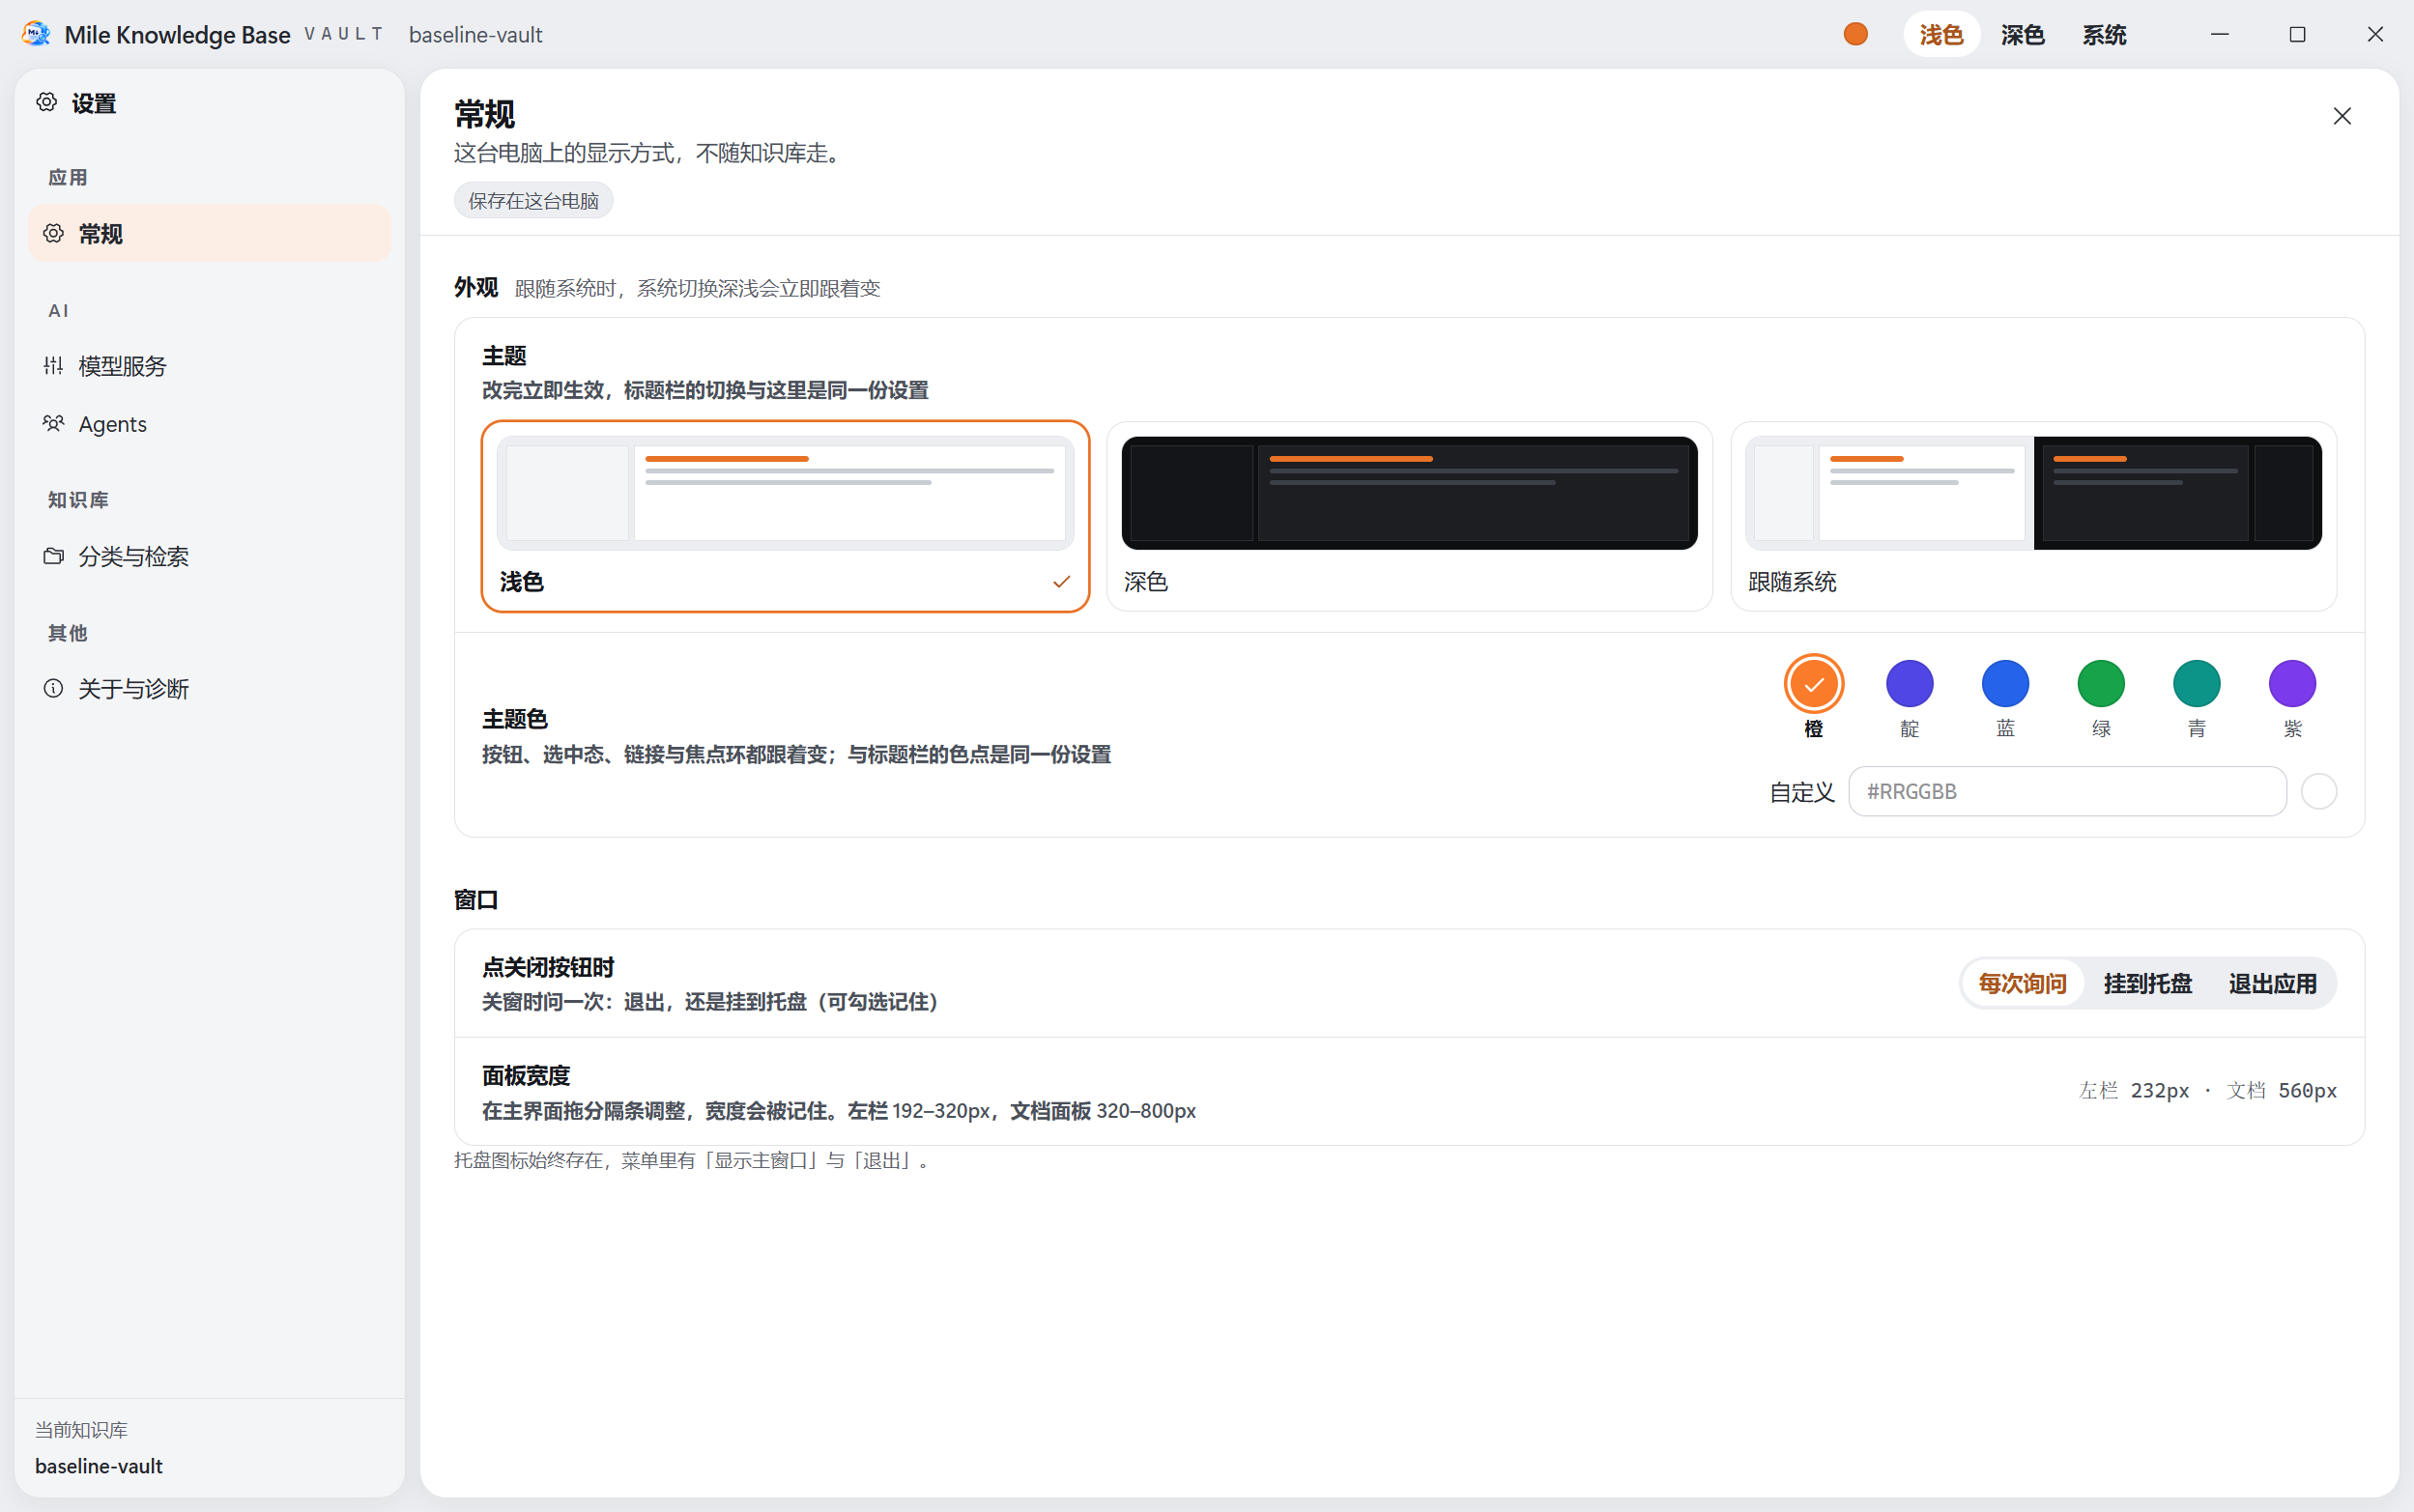 Mile Knowledge Base VAULT baseline-vault 浅色 深色 系统
设置
应用
常规
AI
模型服务
Agents
知识库
分类与检索
其他
关于与诊断
当前知识库
baseline-vault
常规
这台电脑上的显示方式，不随知识库走。
保存在这台电脑
外观 跟随系统时，系统切换深浅会立即跟着变
主题
改完立即生效，标题栏的切换与这里是同一份设置
浅色 深色 跟随系统
主题色
按钮、选中态、链接与焦点环都跟着变；与标题栏的色点是同一份设置
橙 靛 蓝 绿 青 紫
自定义 #RRGGBB
窗口
点关闭按钮时
关窗时问一次：退出，还是挂到托盘（可勾选记住）
每次询问 挂到托盘 退出应用
面板宽度
在主界面拖分隔条调整，宽度会被记住。左栏 192–320px，文档面板 320–800px
左栏 232px · 文档 560px
托盘图标始终存在，菜单里有「显示主窗口」与「退出」。